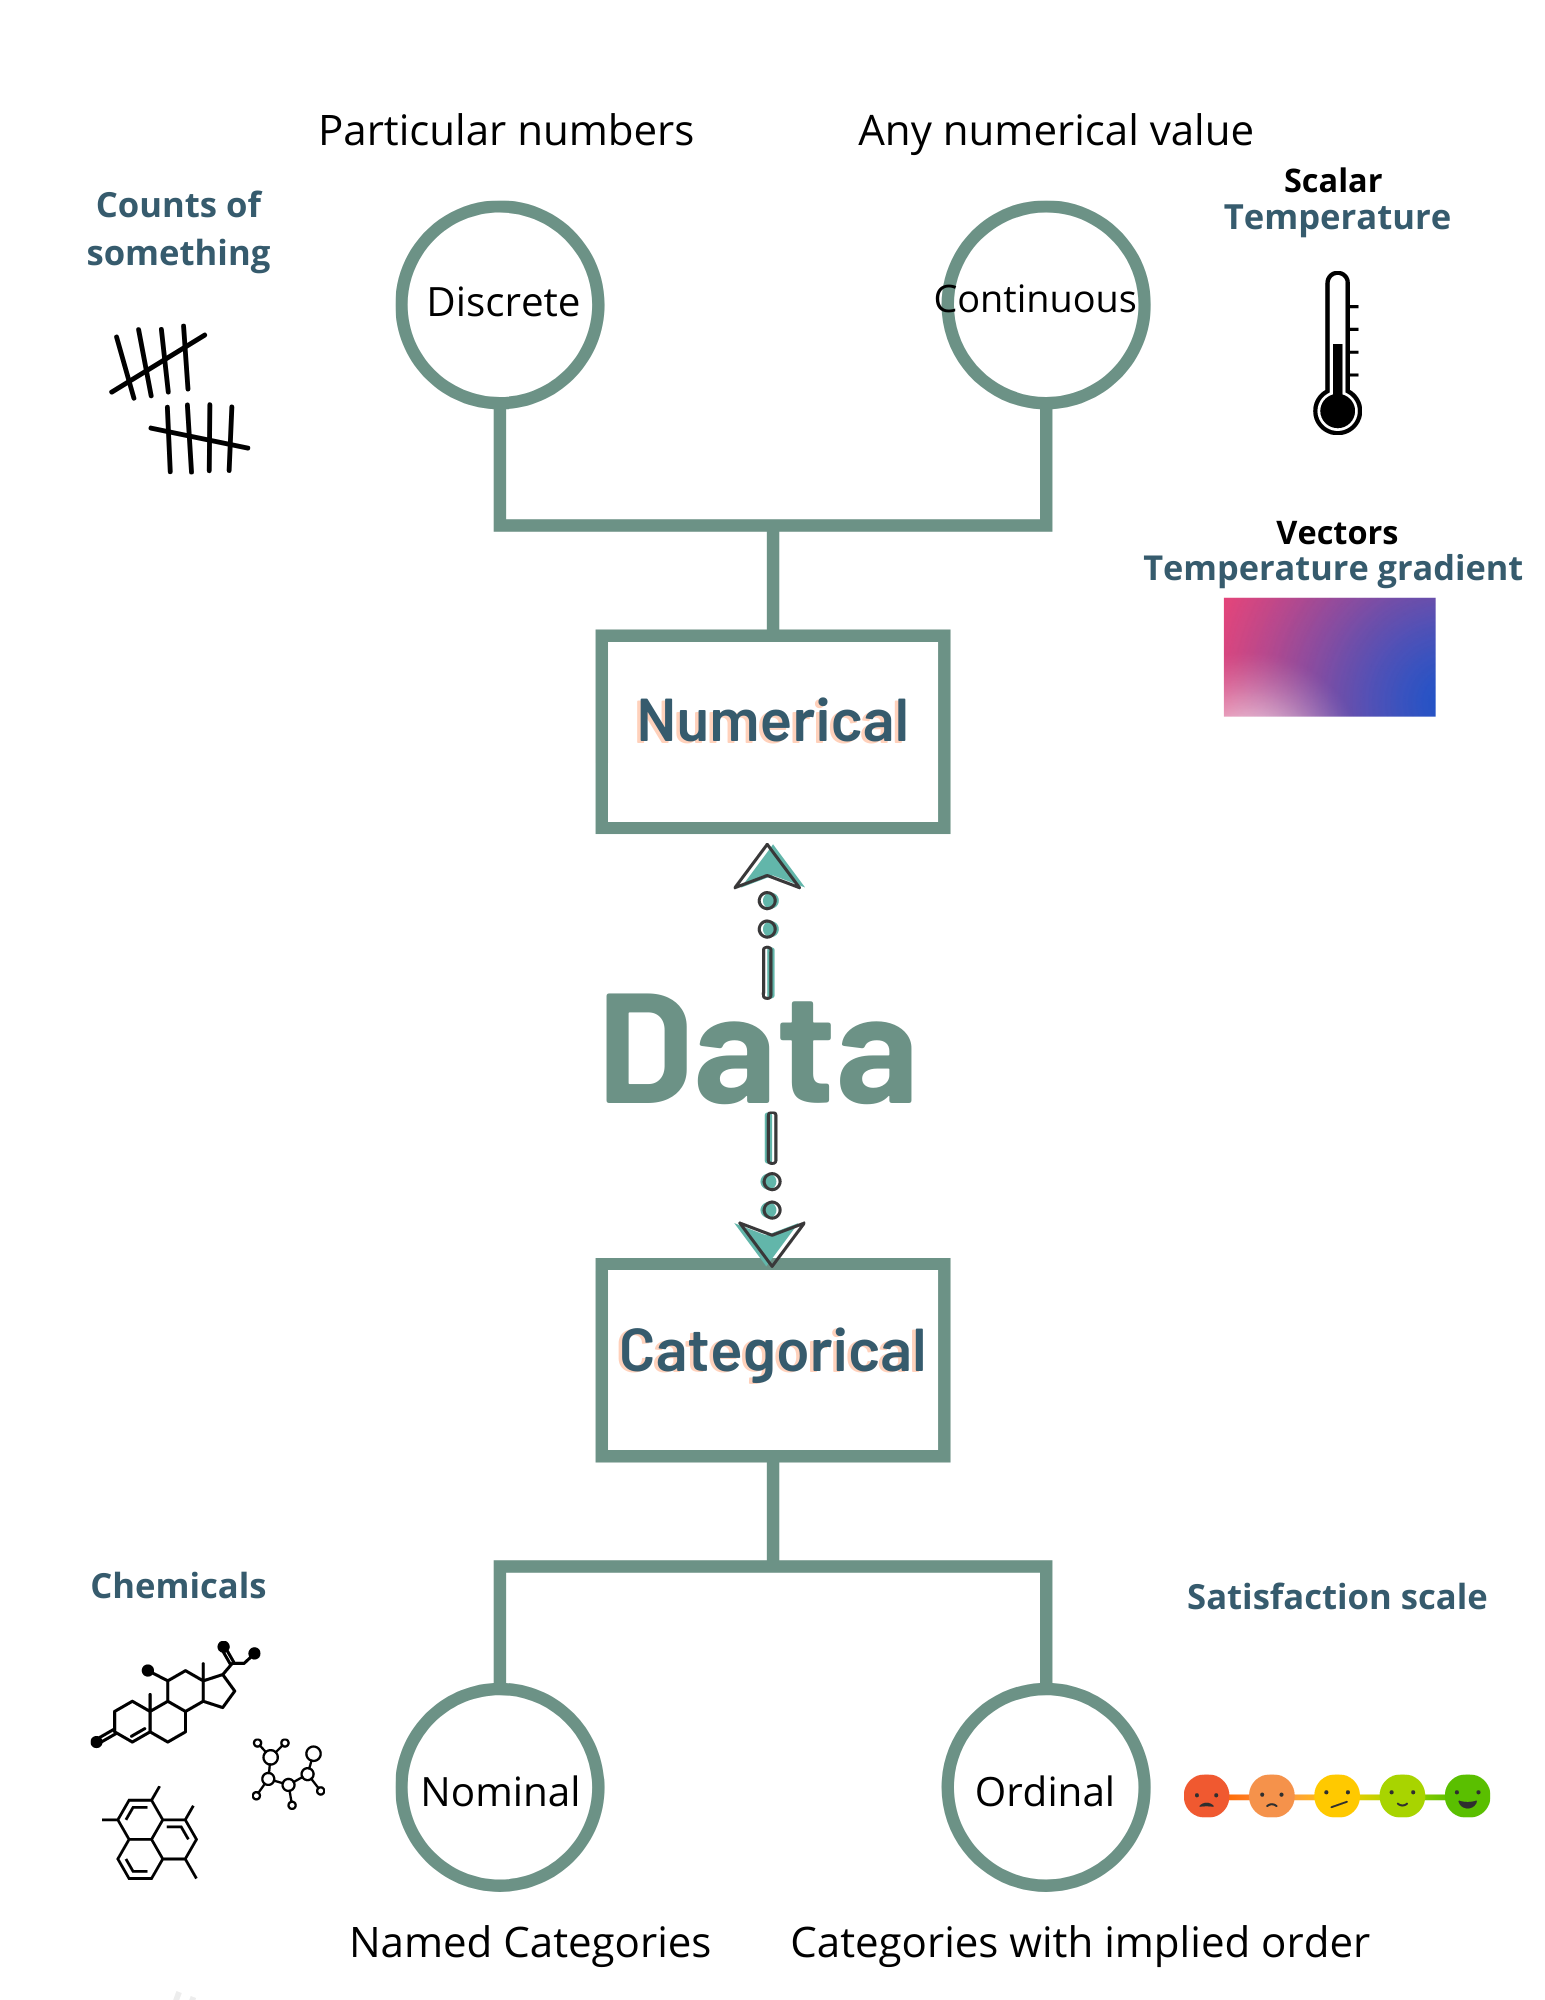 Particular numbers
Any numerical value
Counts of
something
Discrete
Continuous
Scalar
Temperature
Vectors
Temperature gradient
Numerical
Data
Categorical
Chemicals
Satisfaction scale
Nominal
Ordinal
Named Categories
Categories with implied order